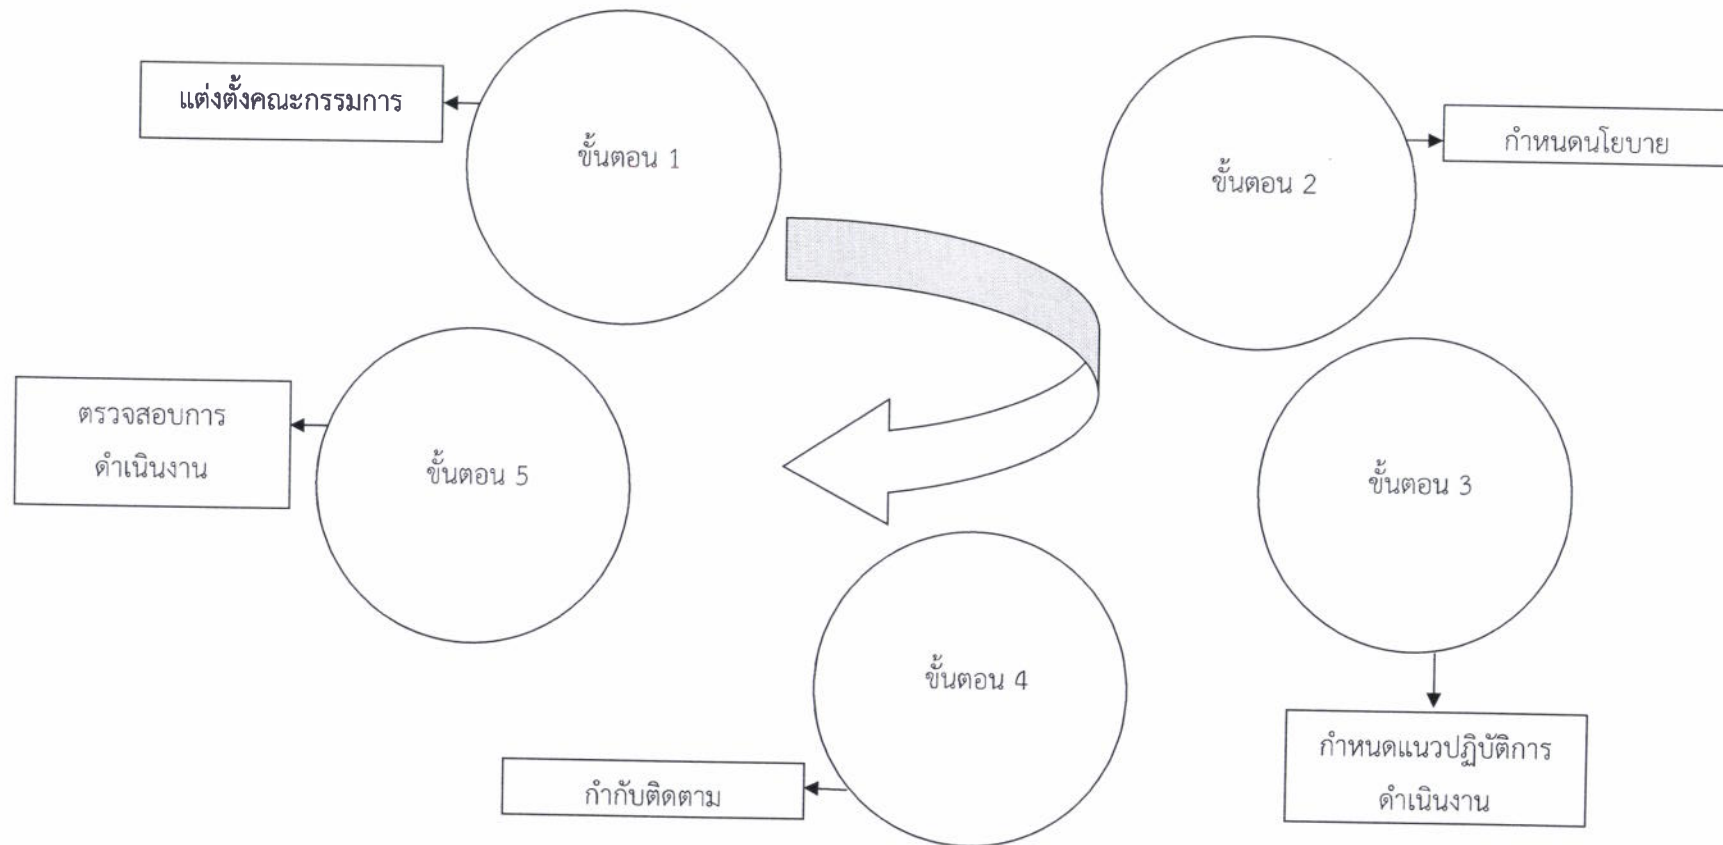 แต่งตั้งคณะกรรมการ
ขั้นตอน 1
ขั้นตอน 2
กำหนดนโยบาย
ตรวจสอบการ
ดำเนินงาน
ขั้นตอน 5
ขั้นตอน 3
ขั้นตอน 4
กำกับติดตาม
กำหนดแนวปฏิบัติการ
ดำเนินงาน